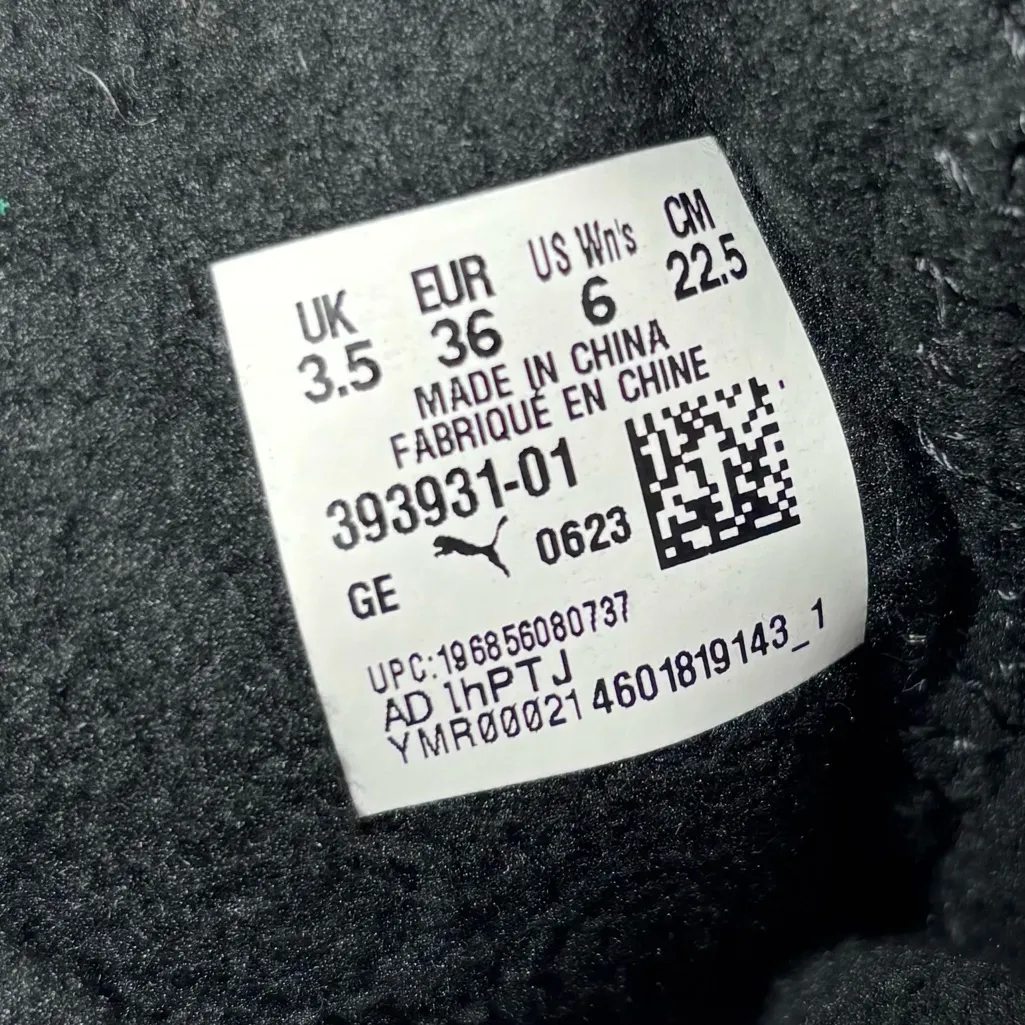 UK EUR US Wn's CM
3.5 36 6 22.5
MADE IN CHINA
FABRIQUÉ EN CHINE
393931-01
GE 0623
UPC:196856080737
AD 1hPTJ
YMR00021 4601819143_1